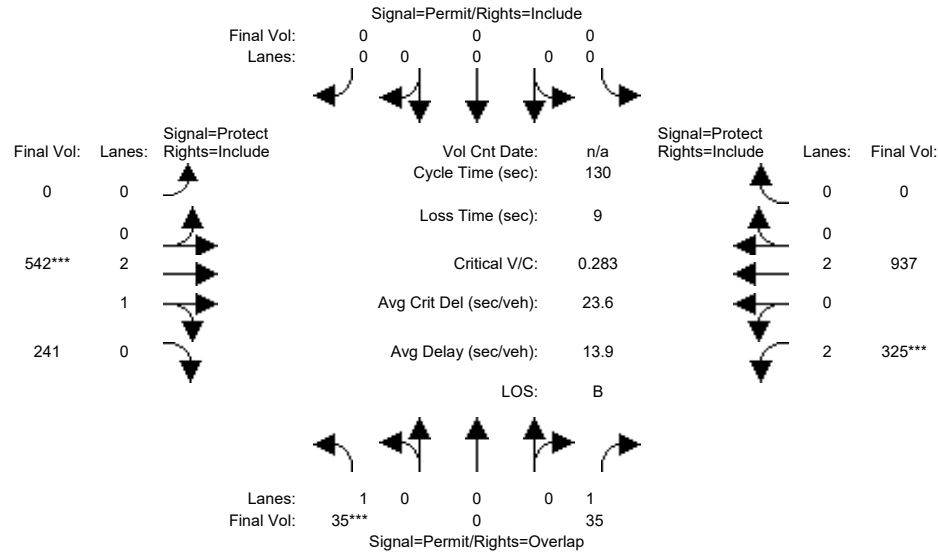 Signal=Permit/Rights=Include
Final Vol: 0 0 0
Lanes: 0 0 0 0 0
Signal=Protect Signal=Protect
Final Vol: Lanes: Rights=Include Vol Cnt Date: n/a Rights=Include Lanes: Final Vol:
Cycle Time (sec): 130
0 0 0 0
Loss Time (sec): 9
0 0
542*** 2 Critical V/C: 0.283 2 937
1 Avg Crit Del (sec/veh): 23.6 0
241 0 Avg Delay (sec/veh): 13.9 2 325***
LOS: B
Lanes: 1 0 0 0 1
Final Vol: 35*** 0 35
Signal=Permit/Rights=Overlap